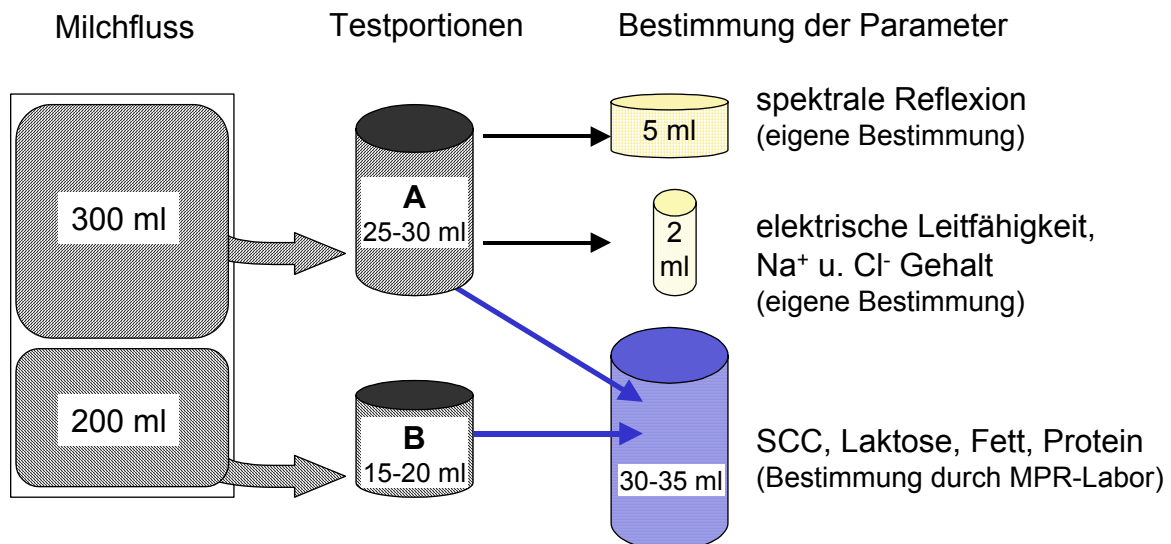 Milchfluss
Testportionen
Bestimmung der Parameter
300 ml
A
25-30 ml
5 ml
spektrale Reflexion
(eigene Bestimmung)
2
ml
elektrische Leitfähigkeit,
Na⁺ u. Cl⁻ Gehalt
(eigene Bestimmung)
200 ml
B
15-20 ml
30-35 ml
SCC, Laktose, Fett, Protein
(Bestimmung durch MPR-Labor)